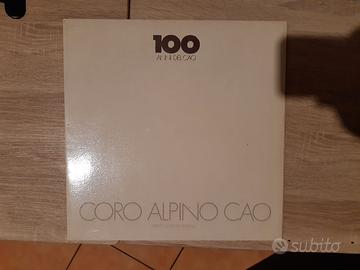 100
ANNI DEL CAO
CORO ALPINO CAO
subito